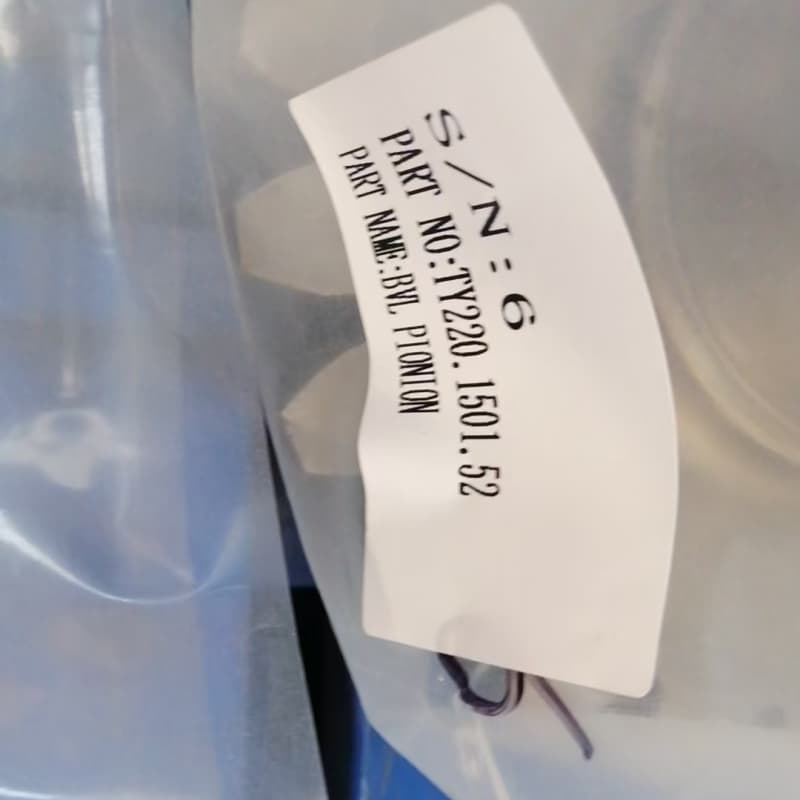 S/N:6
PART NO:TY220.1501.52
PART NAME:BVL PIONION